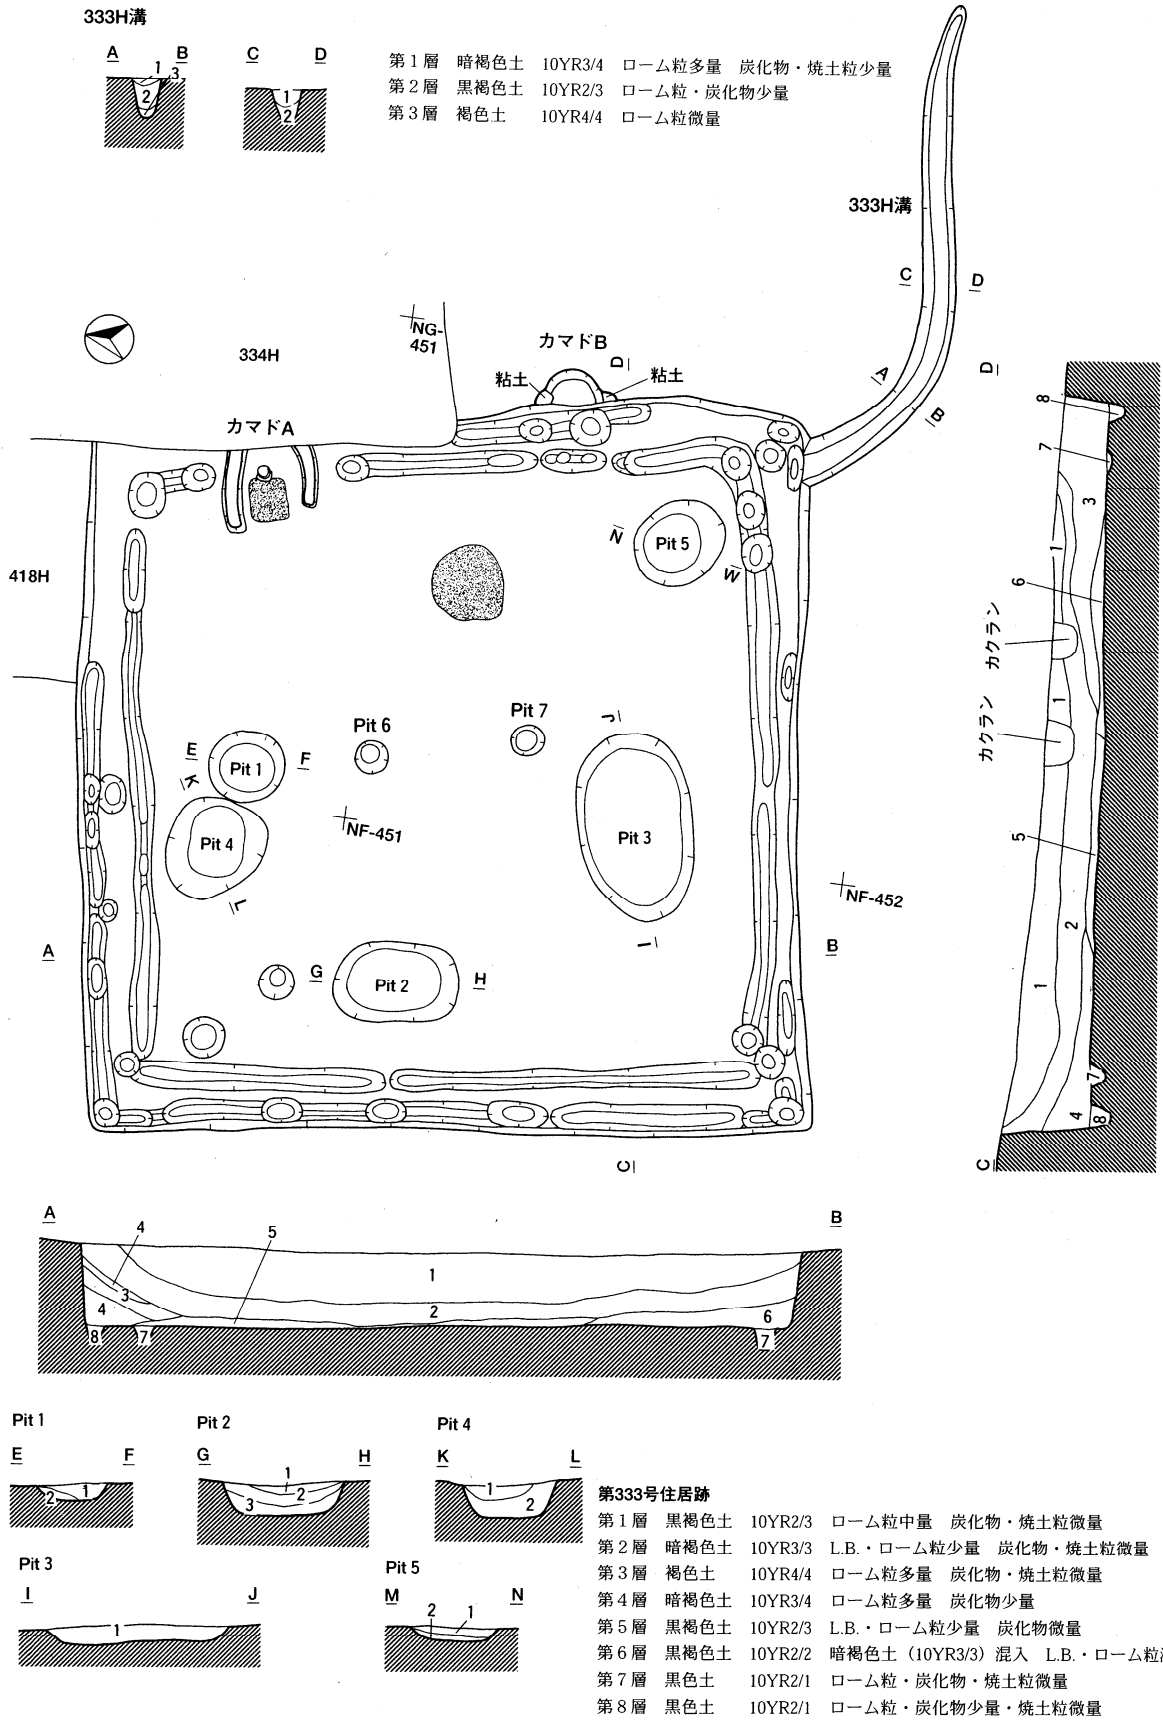 333H溝
A B C D
1 3
2
1
2
第1層 暗褐色土 10YR3/4 ローム粒多量 炭化物・焼土粒少量
第2層 黒褐色土 10YR2/3 ローム粒・炭化物少量
第3層 褐色土 10YR4/4 ローム粒微量
333H溝
C D
A
B
NG-451
334H
カマドB
D
粘土 粘土
カマドA
418H
N
Pit 5
W
Pit 6
Pit 7
J
E
Pit 1
F
K
Pit 4
NF-451
Pit 3
L
NF-452
A
B
G
Pit 2
H
I
C
D
8
7
3
1
6
カクラン
1
カクラン
5
2
1
7
4
8
C
A
B
4
5
1
3
2
4
6
8
7
7
Pit 1
E F
2 1
Pit 2
G H
1
2
3
Pit 4
K L
1
2
Pit 3
I J
1
Pit 5
M N
2 1
第333号住居跡
第1層 黒褐色土 10YR2/3 ローム粒中量 炭化物・焼土粒微量
第2層 暗褐色土 10YR3/3 L.B.・ローム粒少量 炭化物・焼土粒微量
第3層 褐色土 10YR4/4 ローム粒多量 炭化物・焼土粒微量
第4層 暗褐色土 10YR3/4 ローム粒多量 炭化物少量
第5層 黒褐色土 10YR2/3 L.B.・ローム粒少量 炭化物微量
第6層 黒褐色土 10YR2/2 暗褐色土(10YR3/3)混入 L.B.・ローム粒
第7層 黒色土 10YR2/1 ローム粒・炭化物・焼土粒微量
第8層 黒色土 10YR2/1 ローム粒・炭化物少量・焼土粒微量